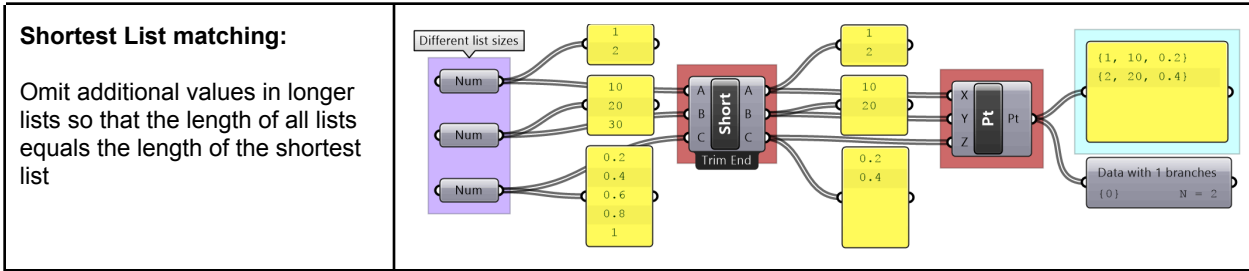 Shortest List matching:
Omit additional values in longer
lists so that the length of all lists
equals the length of the shortest
list
Different list sizes
Num
Num
Num
1
2
10
20
30
0.2
0.4
0.6
0.8
1
A
B
C
Short
A
B
C
Trim End
1
2
10
20
0.2
0.4
X
Y
Z
Pt
Pt
{1, 10, 0.2}
{2, 20, 0.4}
Data with 1 branches
{0} N = 2